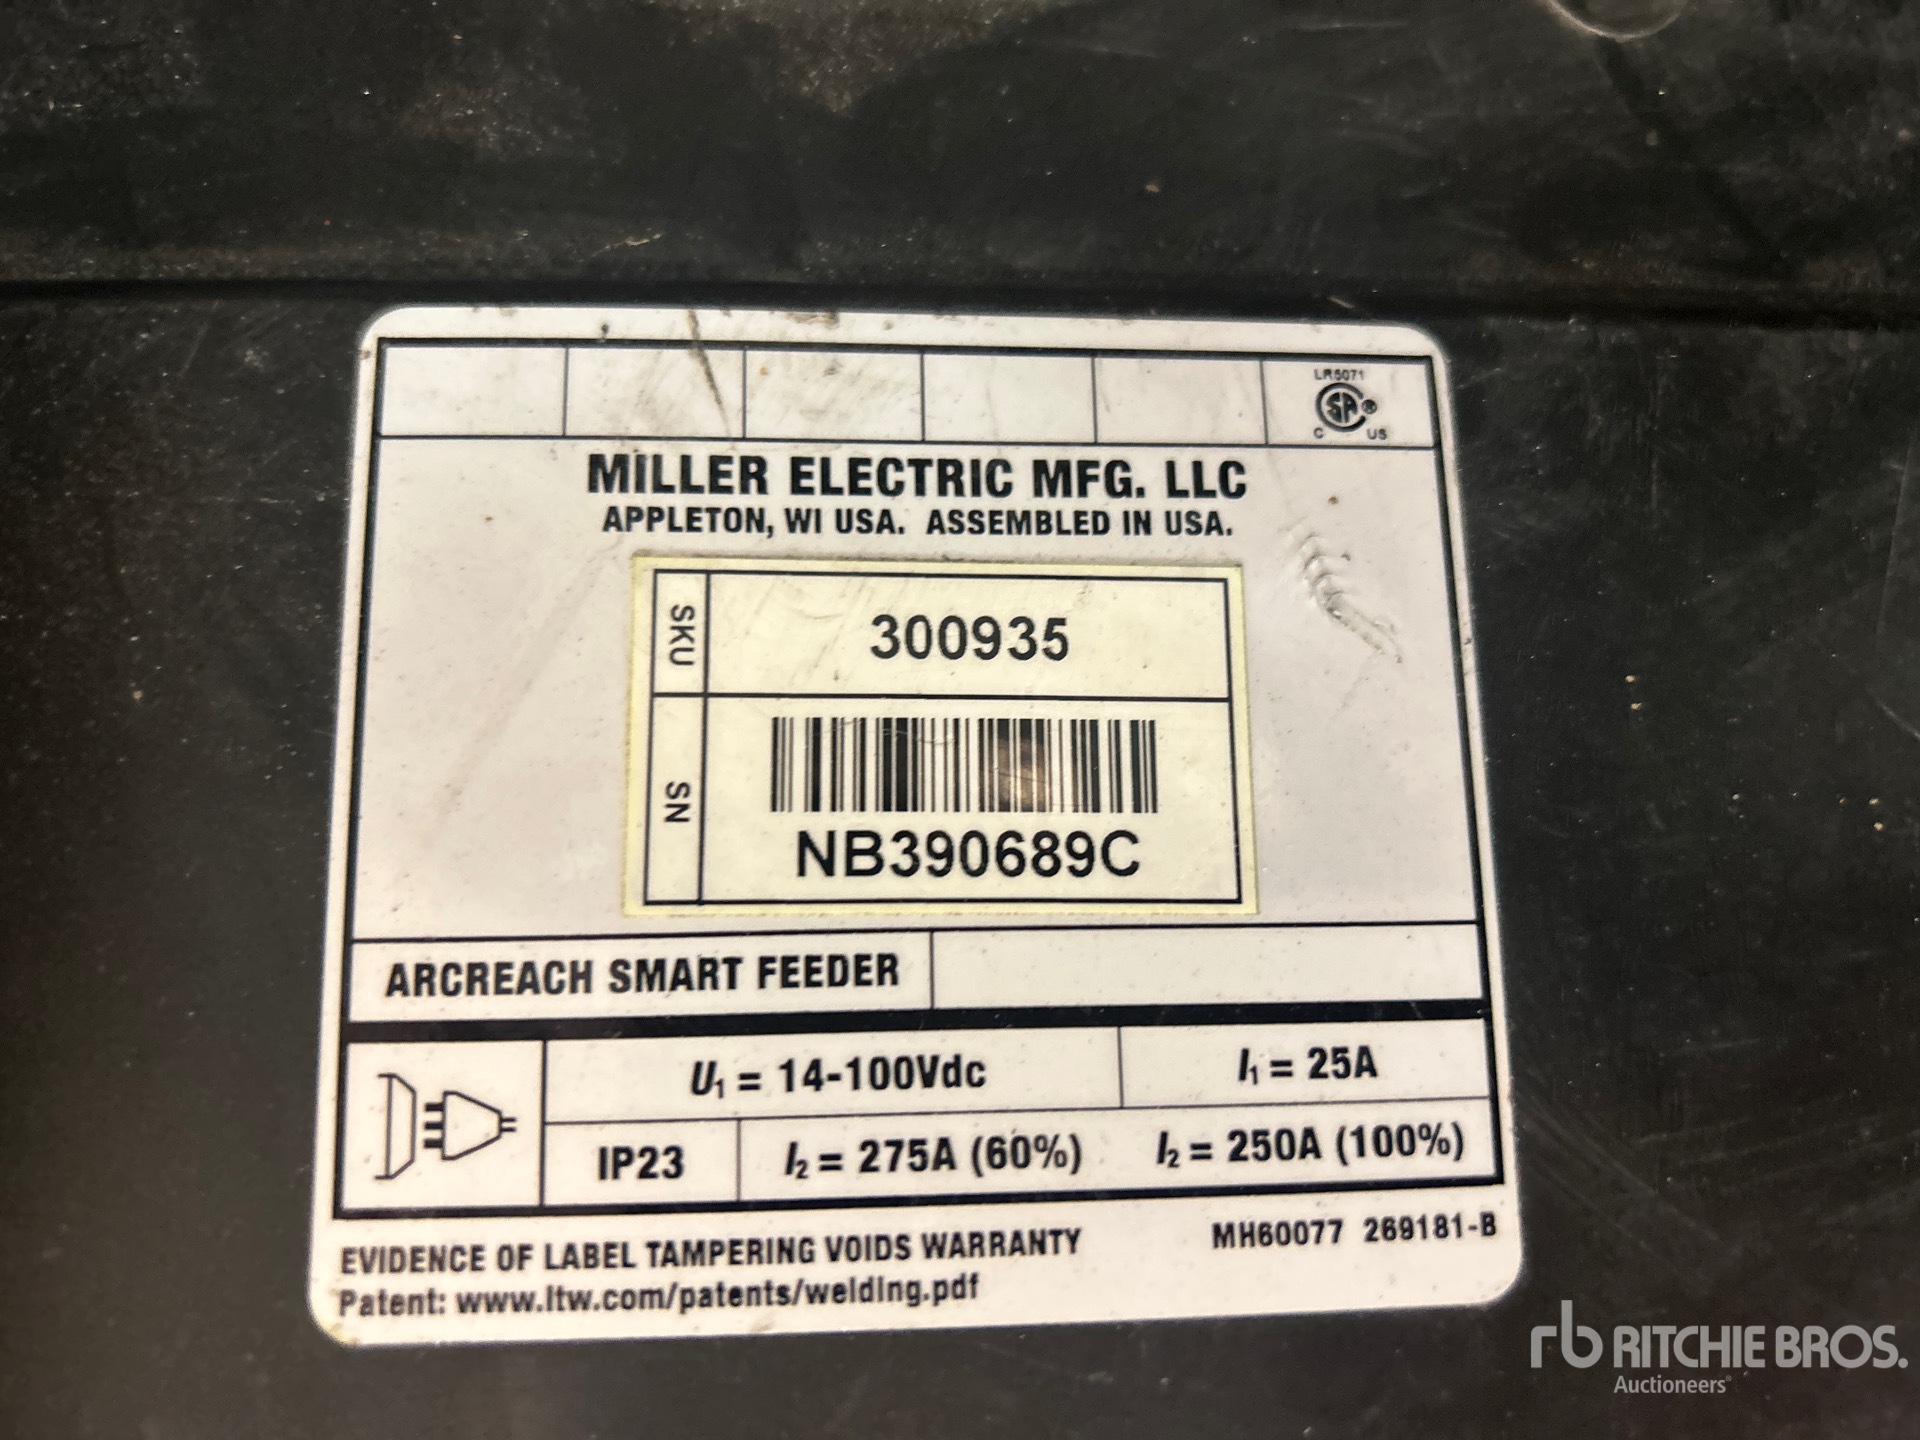 LR5071
SA®
C US
MILLER ELECTRIC MFG. LLC
APPLETON, WI USA. ASSEMBLED IN USA.
SKU 300935
SN NB390689C
ARCREACH SMART FEEDER
U1 = 14-100Vdc I1 = 25A
IP23 I2 = 275A (60%) I2 = 250A (100%)
EVIDENCE OF LABEL TAMPERING VOIDS WARRANTY MH60077 269181-B
Patent: www.itw.com/patents/welding.pdf
rb RITCHIE BROS.
Auctioneers®